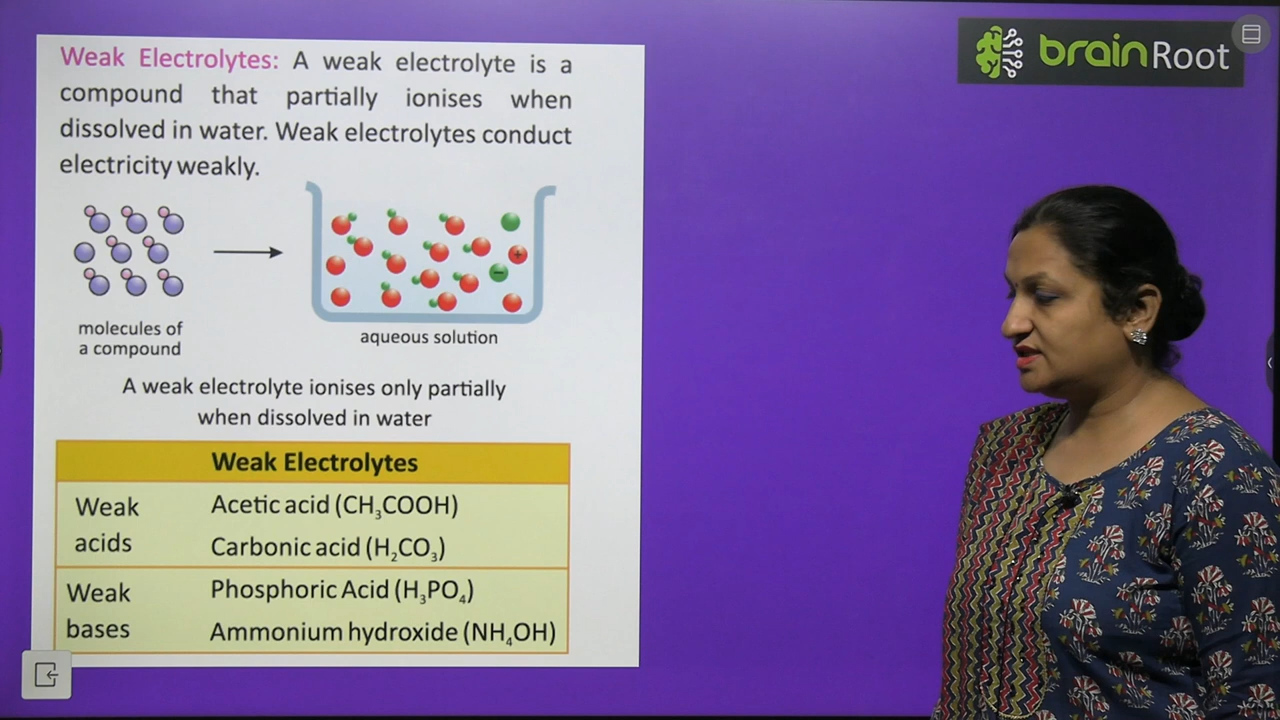 brainRoot
Weak Electrolytes: A weak electrolyte is a
compound that partially ionises when
dissolved in water. Weak electrolytes conduct
electricity weakly.
+
−
molecules of
a compound
aqueous solution
A weak electrolyte ionises only partially
when dissolved in water
Weak Electrolytes
Weak
acids
Acetic acid (CH₃COOH)
Carbonic acid (H₂CO₃)
Weak
bases
Phosphoric Acid (H₃PO₄)
Ammonium hydroxide (NH₄OH)